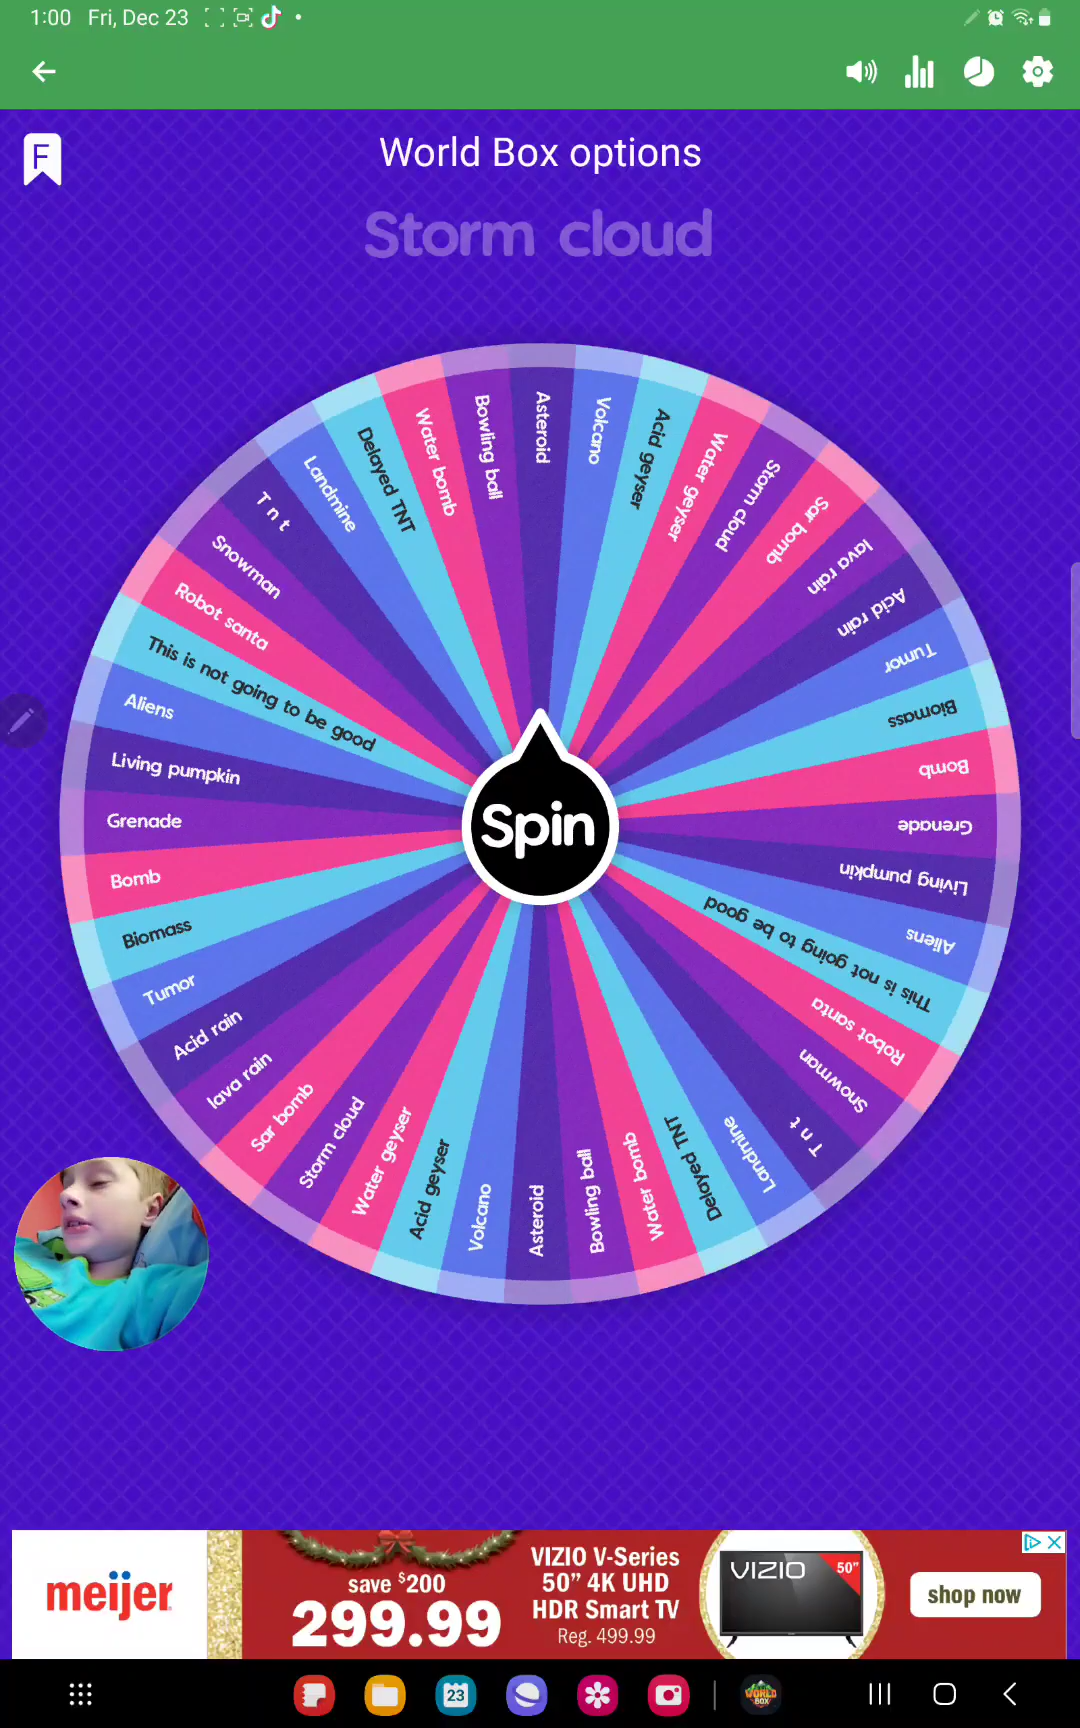 1:00 Fri, Dec 23
F
World Box options
Storm cloud
Asteroid
Volcano
Acid geyser
Water geyser
Storm cloud
Sar bomb
lava rain
Acid rain
Tumor
Biomass
Bomb
Grenade
Living pumpkin
Aliens
This is not going to be good
Robot santa
Snowman
T n t
Landmine
Delayed TNT
Water bomb
Bowling ball
Asteroid
Volcano
Acid geyser
Water geyser
Storm cloud
Sar bomb
lava rain
Acid rain
Tumor
Biomass
Bomb
Grenade
Living pumpkin
Aliens
This is not going to be good
Robot santa
Snowman
T n t
Landmine
Delayed TNT
Water bomb
Bowling ball
Spin
meijer
save $200
299.99
VIZIO V-Series
50” 4K UHD
HDR Smart TV
Reg. 499.99
VIZIO
50”
shop now
23
WORLD
BOX